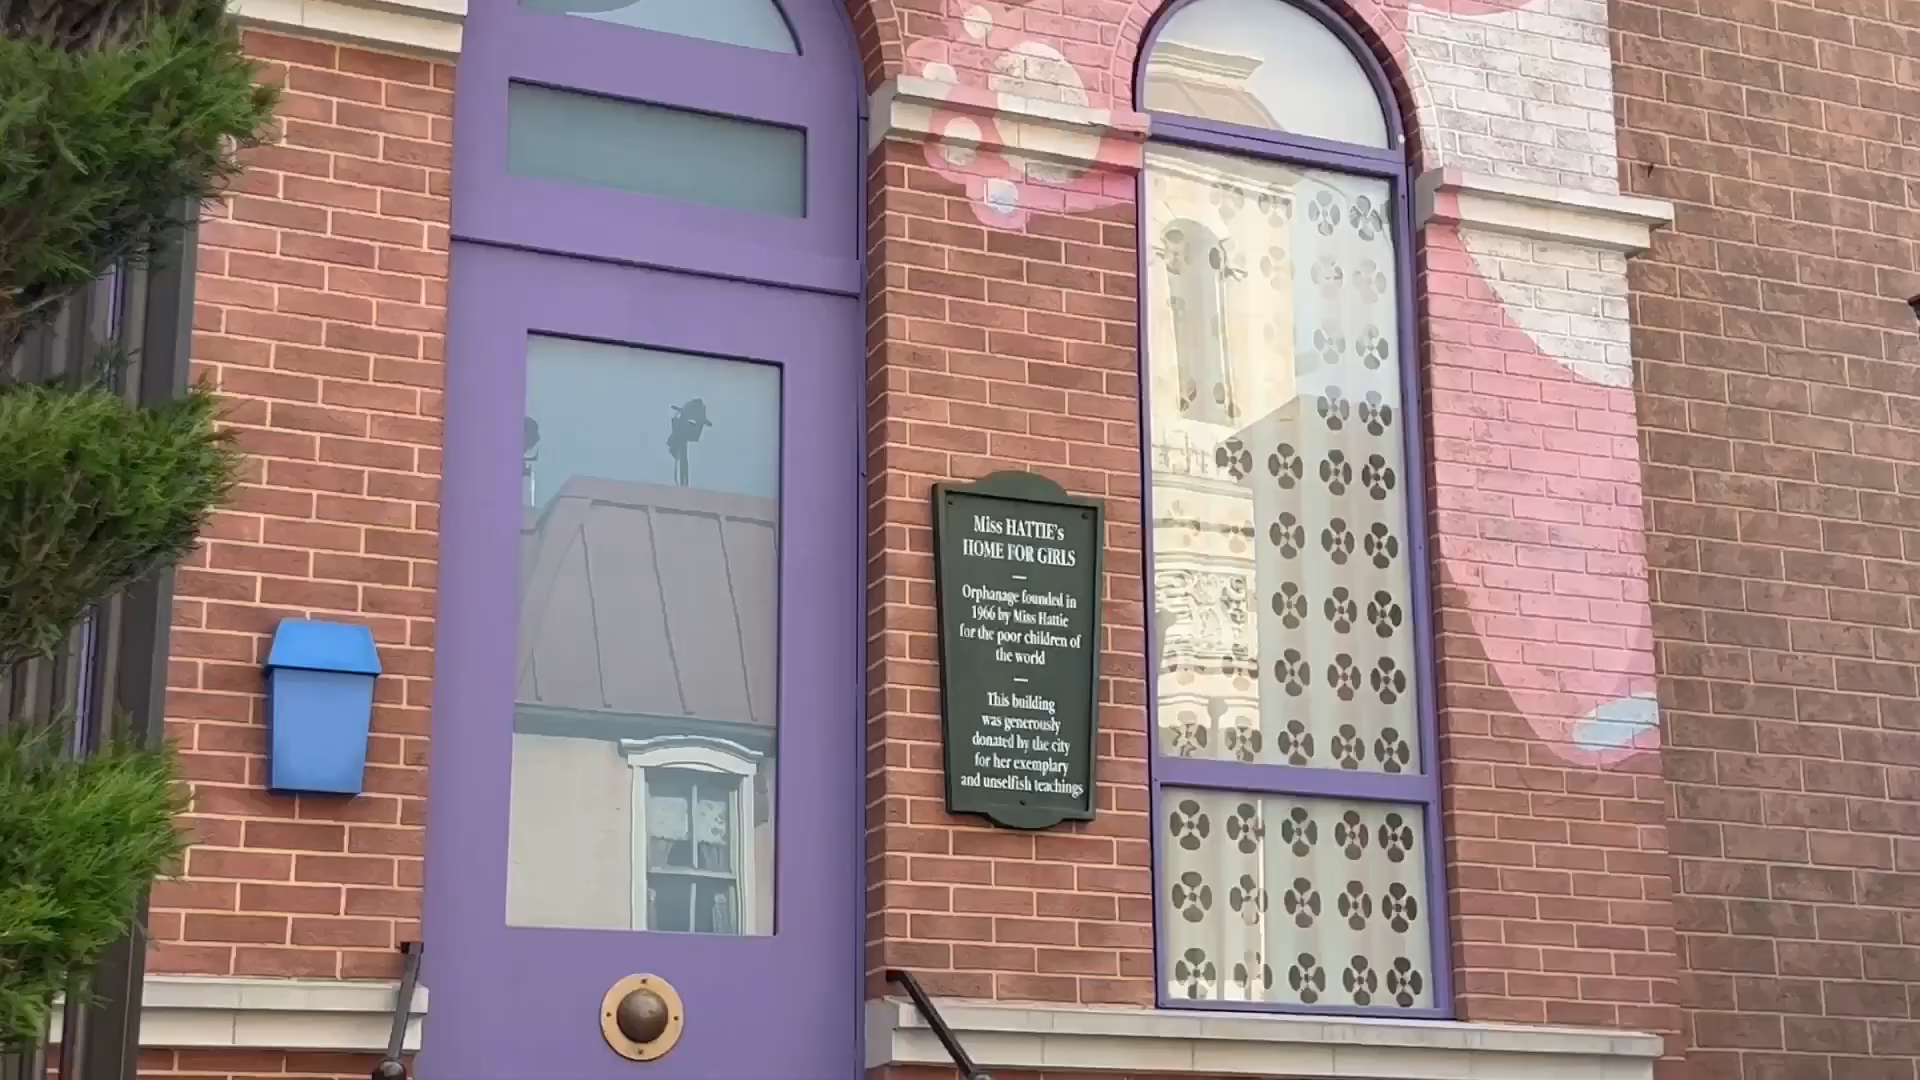 Miss HATTIE's
HOME FOR GIRLS
Orphanage founded in
1966 by Miss Hattie
for the poor children of
the world
This building
was generously
donated by the city
for her exemplary
and unselfish teachings